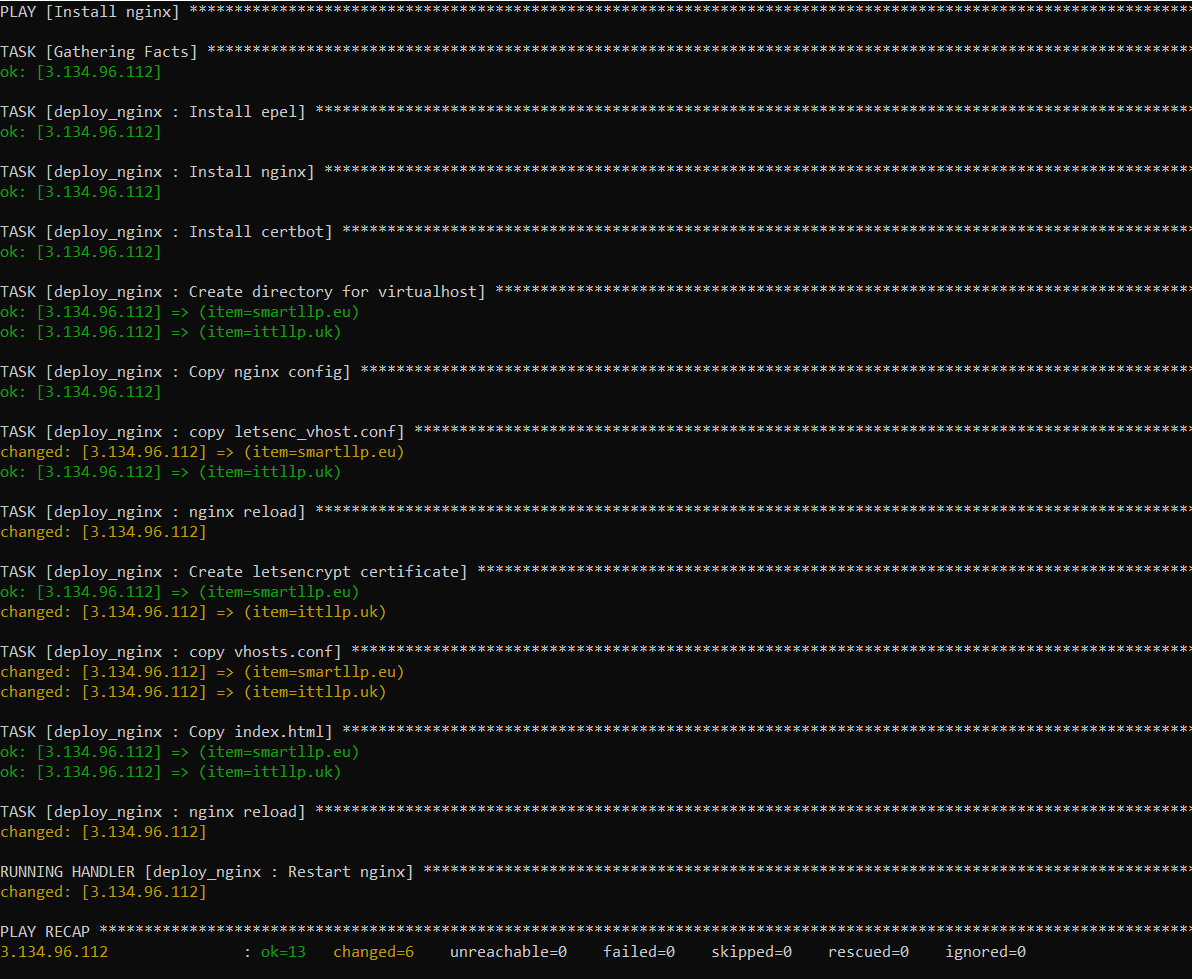 PLAY [Install nginx] ***************************************************************************************************************
TASK [Gathering Facts] *************************************************************************************************************
ok: [3.134.96.112]
TASK [deploy_nginx : Install epel] *************************************************************************************************
ok: [3.134.96.112]
TASK [deploy_nginx : Install nginx] ************************************************************************************************
ok: [3.134.96.112]
TASK [deploy_nginx : Install certbot] **********************************************************************************************
ok: [3.134.96.112]
TASK [deploy_nginx : Create directory for virtualhost] *****************************************************************************
ok: [3.134.96.112] => (item=smartllp.eu)
ok: [3.134.96.112] => (item=ittllp.uk)
TASK [deploy_nginx : Copy nginx config] ********************************************************************************************
ok: [3.134.96.112]
TASK [deploy_nginx : copy letsenc_vhost.conf] **************************************************************************************
changed: [3.134.96.112] => (item=smartllp.eu)
ok: [3.134.96.112] => (item=ittllp.uk)
TASK [deploy_nginx : nginx reload] *************************************************************************************************
changed: [3.134.96.112]
TASK [deploy_nginx : Create letsencrypt certificate] *******************************************************************************
ok: [3.134.96.112] => (item=smartllp.eu)
changed: [3.134.96.112] => (item=ittllp.uk)
TASK [deploy_nginx : copy vhosts.conf] *********************************************************************************************
changed: [3.134.96.112] => (item=smartllp.eu)
changed: [3.134.96.112] => (item=ittllp.uk)
TASK [deploy_nginx : Copy index.html] **********************************************************************************************
ok: [3.134.96.112] => (item=smartllp.eu)
ok: [3.134.96.112] => (item=ittllp.uk)
TASK [deploy_nginx : nginx reload] *************************************************************************************************
changed: [3.134.96.112]
RUNNING HANDLER [deploy_nginx : Restart nginx] *************************************************************************************
changed: [3.134.96.112]
PLAY RECAP *************************************************************************************************************************
3.134.96.112               : ok=13   changed=6    unreachable=0    failed=0    skipped=0    rescued=0    ignored=0